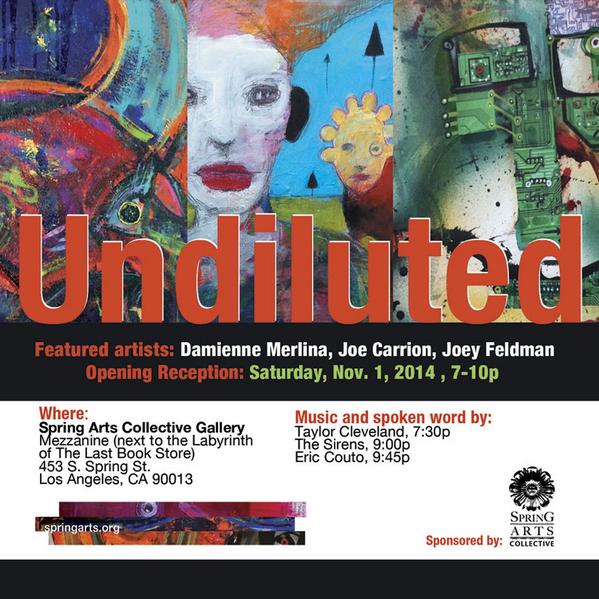 Undiluted
Featured artists: Damienne Merlina, Joe Carrion, Joey Feldman
Opening Reception: Saturday, Nov. 1, 2014 , 7-10p
Where:
Spring Arts Collective Gallery
Mezzanine (next to the Labyrinth
of The Last Book Store)
453 S. Spring St.
Los Angeles, CA 90013
springarts.org
Music and spoken word by:
Taylor Cleveland, 7:30p
The Sirens, 9:00p
Eric Couto, 9:45p
Sponsored by:
SPRING
ARTS
COLLECTIVE